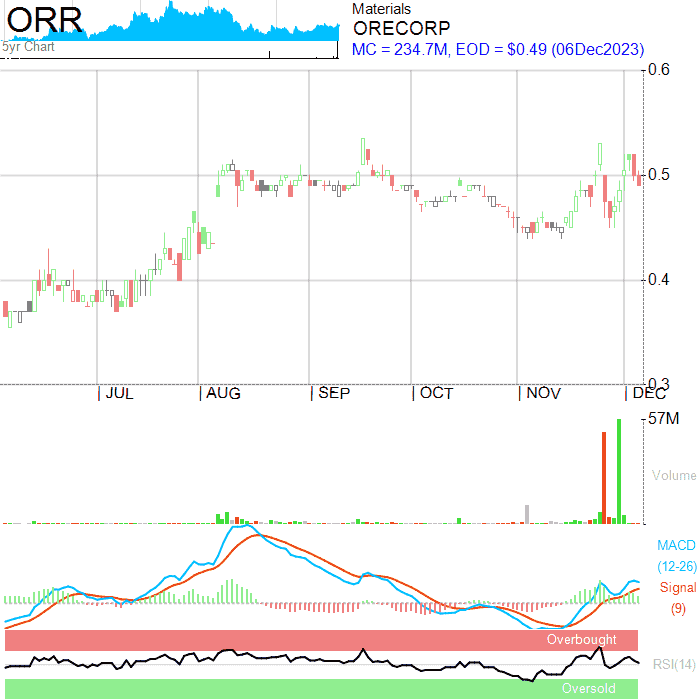 ORR
5yr Chart
Materials
ORECORP
MC = 234.7M, EOD = $0.49 (06Dec2023)
0.6
0.5
0.4
0.3
JUL AUG SEP OCT NOV DEC
57M
Volume
MACD
(12-26)
Signal
(9)
Overbought
RSI(14)
Oversold